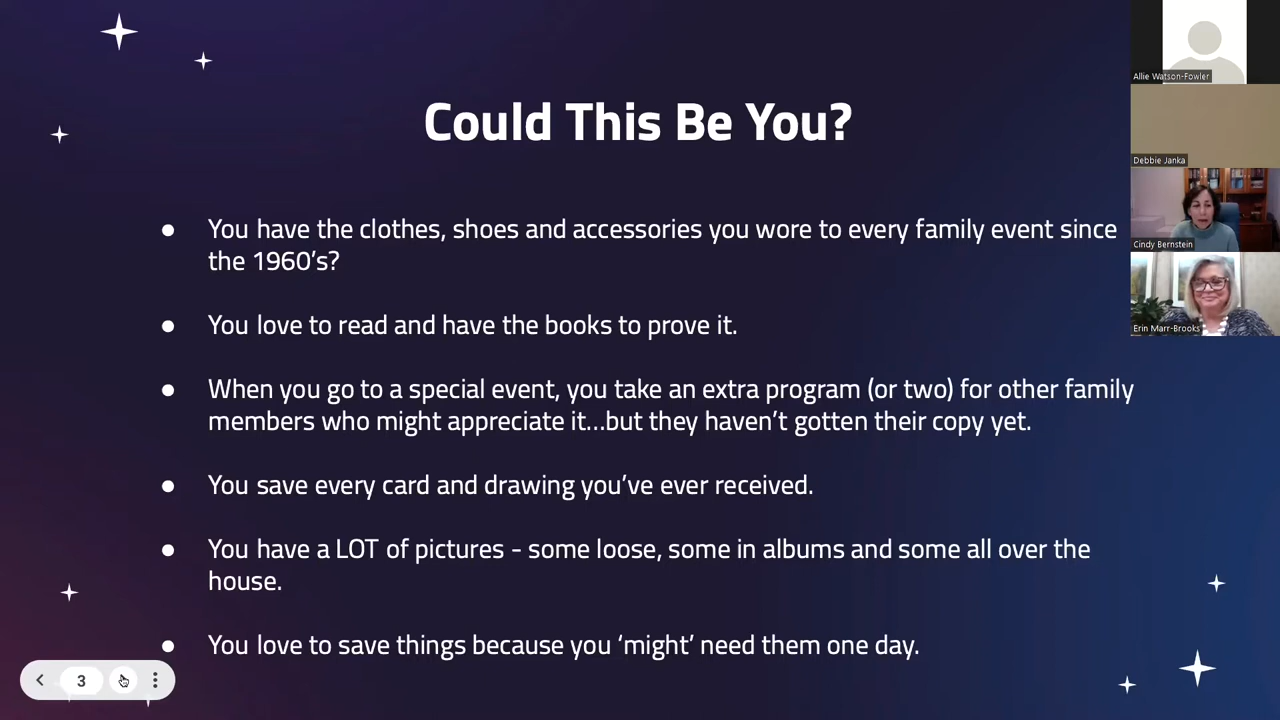 Could This Be You?
● You have the clothes, shoes and accessories you wore to every family event since
the 1960’s?
● You love to read and have the books to prove it.
● When you go to a special event, you take an extra program (or two) for other family
members who might appreciate it...but they haven’t gotten their copy yet.
● You save every card and drawing you’ve ever received.
● You have a LOT of pictures - some loose, some in albums and some all over the
house.
● You love to save things because you ‘might’ need them one day.
3
Allie Watson-Fowler
Debbie Janka
Cindy Bernstein
Erin Marr-Brooks